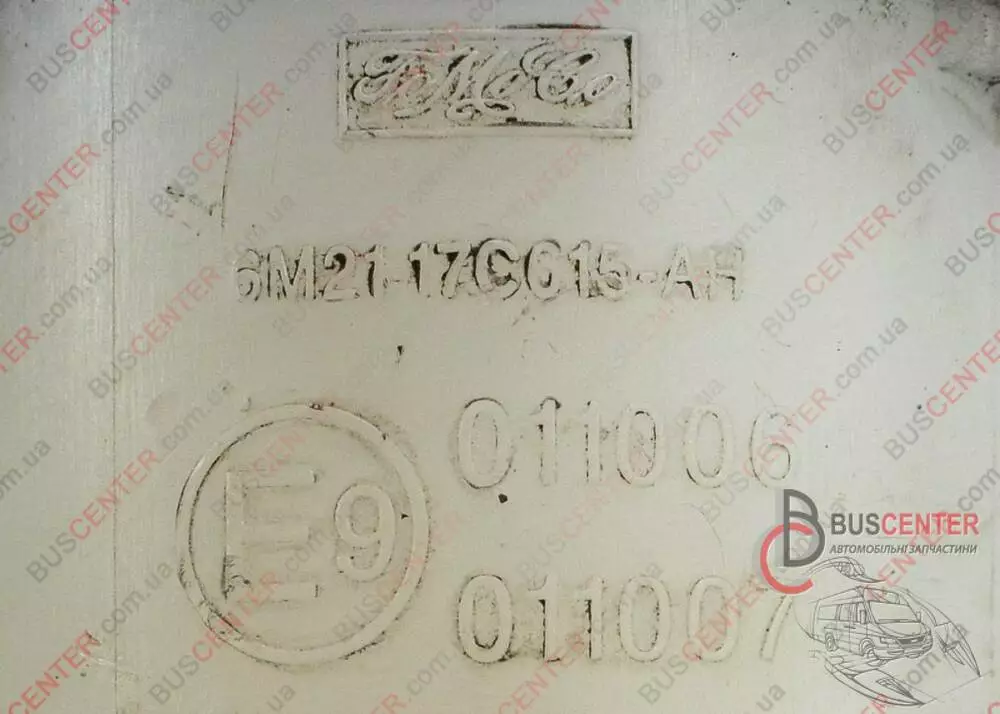 FoMoCo
6M21-17C615-AH
E9
011006
011007
BUSCENTER
АВТОМОБІЛЬНІ ЗАПЧАСТИНИ
BUSCENTER.com.ua